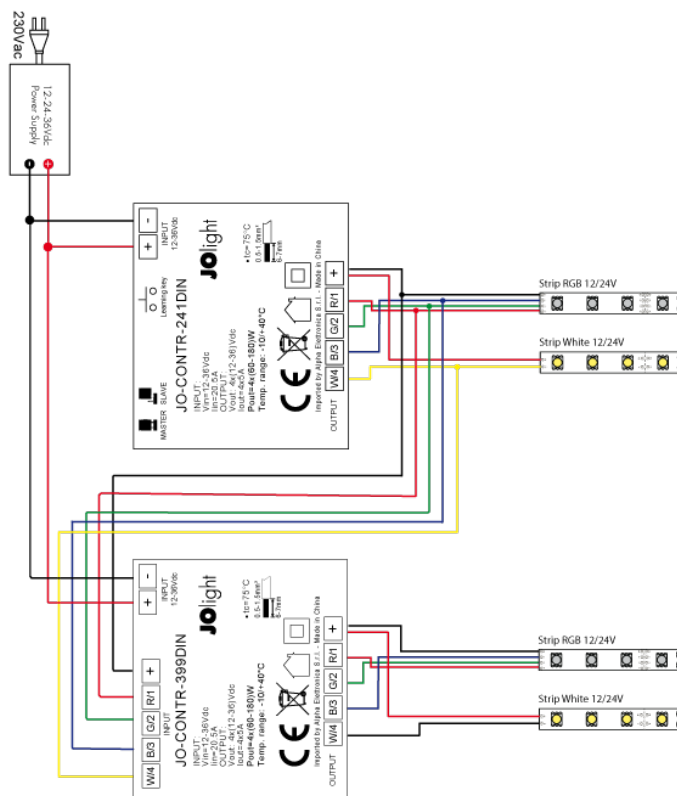 230Vac
12-24-36Vdc
Power Supply
-
+
-
+
INPUT
12-36Vdc
JOlight
• tc=75°C
0.5-1.5mm²
6-7mm
Learning key
JO-CONTR-241DIN
INPUT:
Vin=12-36Vdc
Iin=20.5A
OUTPUT:
Vout: 4x(12-36)Vdc
Iout=4x5A
Pout=4x(60-180)W
Temp. range: -10/+40°C
MASTER SLAVE
CE
Imported by Alpha Elettronica S.r.l. - Made in China
+
R/1
G/2
B/3
W/4
OUTPUT
Strip RGB 12/24V
Strip White 12/24V
-
+
INPUT
12-36Vdc
JOlight
• tc=75°C
0.5-1.5mm²
6-7mm
+
R/1
G/2
B/3
W/4
INPUT
JO-CONTR-399DIN
INPUT:
Vin=12-36Vdc
Iin=20.5A
OUTPUT:
Vout: 4x(12-36)Vdc
Iout=4x5A
Pout=4x(60-180)W
Temp. range: -10/+40°C
CE
Imported by Alpha Elettronica S.r.l. - Made in China
+
R/1
G/2
B/3
W/4
OUTPUT
Strip RGB 12/24V
Strip White 12/24V